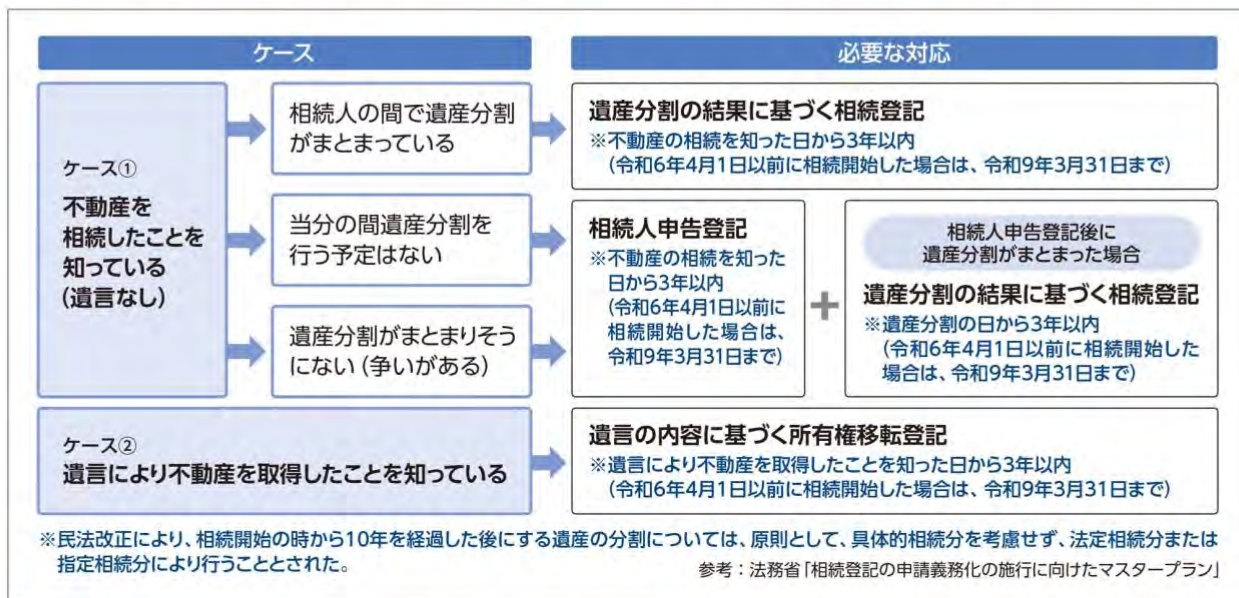 ケース
必要な対応
ケース①
不動産を
相続したことを
知っている
(遺言なし)
相続人の間で遺産分割
がまとまっている
遺産分割の結果に基づく相続登記
※不動産の相続を知った日から3年以内
(令和6年4月1日以前に相続開始した場合は、令和9年3月31日まで)
当分の間遺産分割を
行う予定はない
遺産分割がまとまりそう
にない(争いがある)
相続人申告登記
※不動産の相続を知った
日から3年以内
(令和6年4月1日以前に
相続開始した場合は、
令和9年3月31日まで)
+
相続人申告登記後に
遺産分割がまとまった場合
遺産分割の結果に基づく相続登記
※遺産分割の日から3年以内
(令和6年4月1日以前に相続開始した
場合は、令和9年3月31日まで)
ケース②
遺言により不動産を取得したことを知っている
遺言の内容に基づく所有権移転登記
※遺言により不動産を取得したことを知った日から3年以内
(令和6年4月1日以前に相続開始した場合は、令和9年3月31日まで)
※民法改正により、相続開始の時から10年を経過した後にする遺産の分割については、原則として、具体的相続分を考慮せず、法定相続分または
指定相続分により行うこととされた。
参考：法務省「相続登記の申請義務化の施行に向けたマスタープラン」